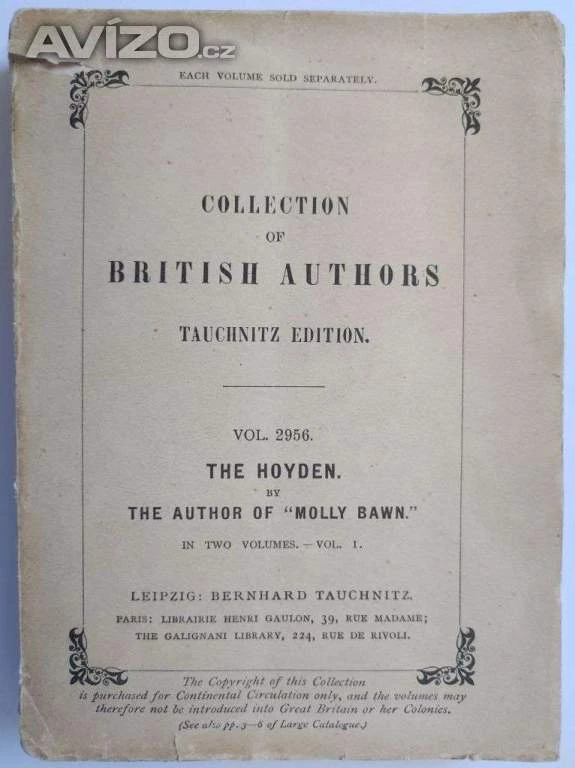 AVÍZO.cz
EACH VOLUME SOLD SEPARATELY.
COLLECTION
OF
BRITISH AUTHORS
TAUCHNITZ EDITION.
VOL. 2956.
THE HOYDEN.
BY
THE AUTHOR OF "MOLLY BAWN."
IN TWO VOLUMES. — VOL. 1.
LEIPZIG: BERNHARD TAUCHNITZ.
PARIS: LIBRAIRIE HENRI GAULON, 39, RUE MADAME;
THE GALIGNANI LIBRARY, 224, RUE DE RIVOLI.
The Copyright of this Collection
is purchased for Continental Circulation only, and the volumes may
therefore not be introduced into Great Britain or her Colonies.
(See also pp. 3—6 of Large Catalogue.)